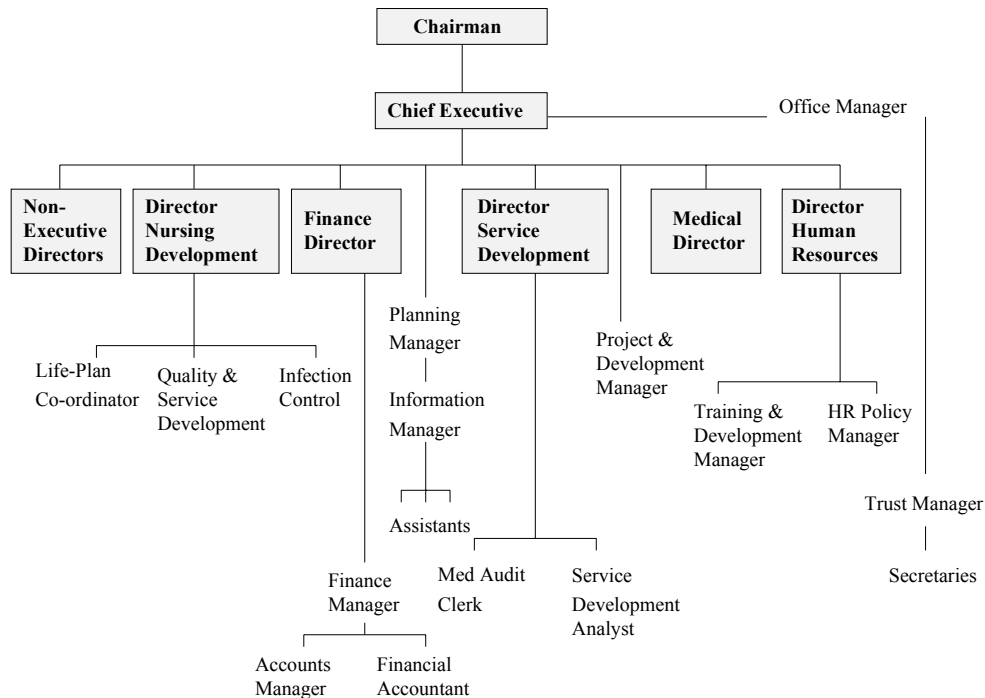 Chairman
Chief Executive
Office Manager
Non-
Executive
Directors
Director
Nursing
Development
Finance
Director
Director
Service
Development
Medical
Director
Director
Human
Resources
Planning
Manager
Project &
Development
Manager
Life-Plan
Co-ordinator
Quality &
Service
Development
Infection
Control
Information
Manager
Training &
Development
Manager
HR Policy
Manager
Assistants
Trust Manager
Secretaries
Finance
Manager
Med Audit
Clerk
Service
Development
Analyst
Accounts
Manager
Financial
Accountant